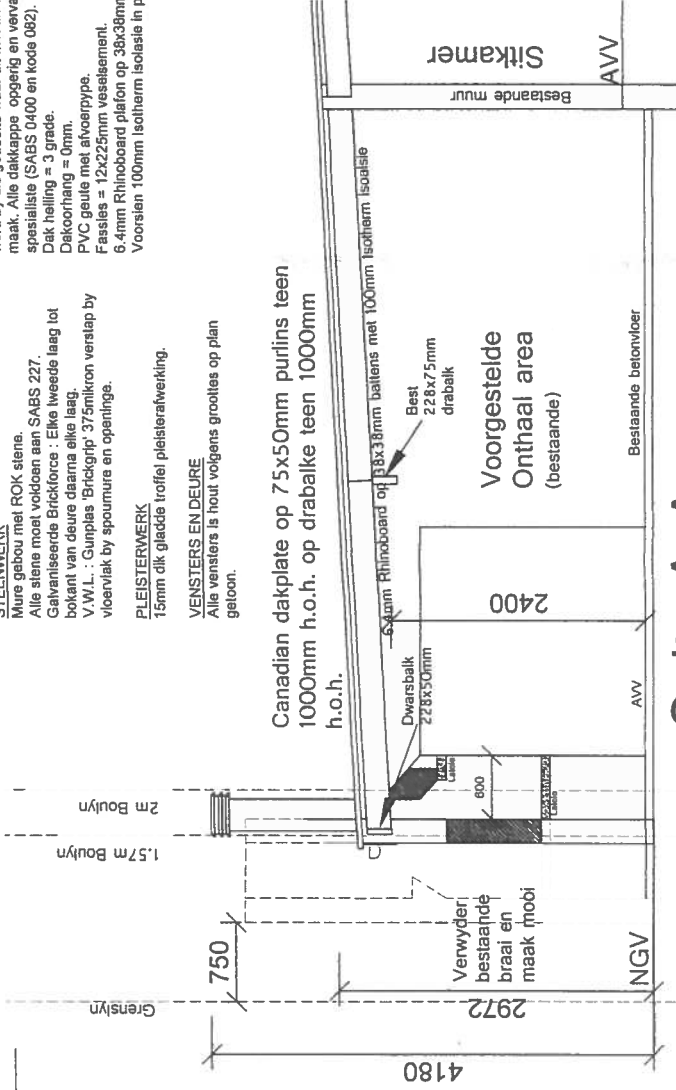 maak. Alle dakkappe opgerig en verva
spesialiste (SABS 0400 en kode 082).
Dak helling = 3 grade.
Dakoorhang = 0mm.
PVC geute met afvoerpype.
Fassies = 12x225mm veselsement.
6.4mm Rhinoboard plafon op 38x38mm
Voorsien 100mm Isotherm isolasie in p
STEENWERK
Mure gebou met ROK stene.
Alle stene moet voldoen aan SABS 227.
Galvaniseerde Brickforce : Elke tweede laag tot
bokant van deure daarna elke laag.
V.W.L. : Gunplas 'Brickgrip' 375mikron verstap by
vloervlak by spoumure en openinge.
PLEISTERWERK
15mm dik gladde troffel pleisterafwerking.
VENSTERS EN DEURE
Alle vensters is hout volgens groottes op plan
getoon.
Canadian dakplate op 75x50mm purlins teen
1000mm h.o.h. op drabalke teen 1000mm
h.o.h.
Grenslyn
1.57m Boulyn
2m Boulyn
750
4180
2972
NGV
Verwyder
bestaande
braai en
maak mooi
Dwarsbalk
228x50mm
600
Latei
Latei
6.4mm Rhinoboard op 38x38mm battens met 100mm Isotherm Isoalsie
Best
228x75mm
drabalk
2400
AVV
Voorgestelde
Onthaal area
(bestaande)
Bestaande betonvloer
Bestaande muur
Sitkamer
AVV